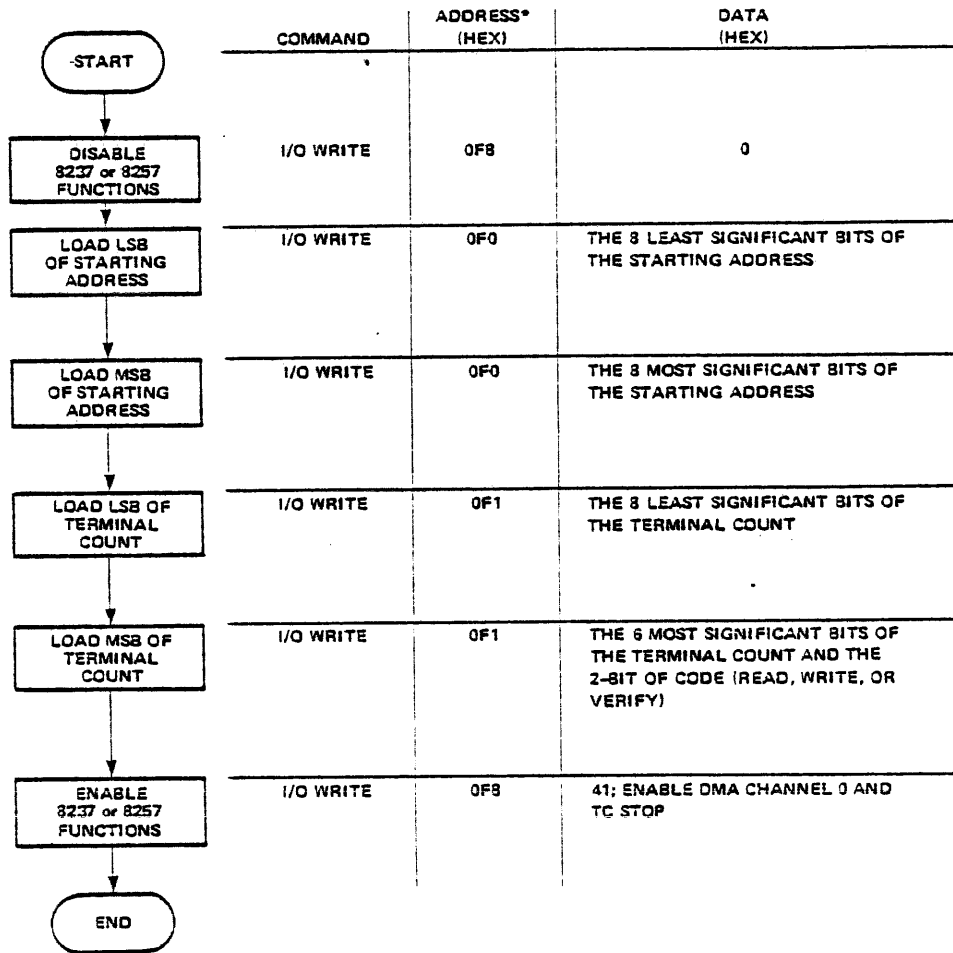 ADDRESS* DATA
COMMAND (HEX) (HEX)
-START
DISABLE
8237 or 8257
FUNCTIONS
I/O WRITE 0F8 0
LOAD LSB
OF STARTING
ADDRESS
I/O WRITE 0F0 THE 8 LEAST SIGNIFICANT BITS OF
THE STARTING ADDRESS
LOAD MSB
OF STARTING
ADDRESS
I/O WRITE 0F0 THE 8 MOST SIGNIFICANT BITS OF
THE STARTING ADDRESS
LOAD LSB OF
TERMINAL
COUNT
I/O WRITE 0F1 THE 8 LEAST SIGNIFICANT BITS OF
THE TERMINAL COUNT
LOAD MSB OF
TERMINAL
COUNT
I/O WRITE 0F1 THE 6 MOST SIGNIFICANT BITS OF
THE TERMINAL COUNT AND THE
2-BIT OF CODE (READ, WRITE, OR
VERIFY)
ENABLE
8237 or 8257
FUNCTIONS
I/O WRITE 0F8 41; ENABLE DMA CHANNEL 0 AND
TC STOP
END